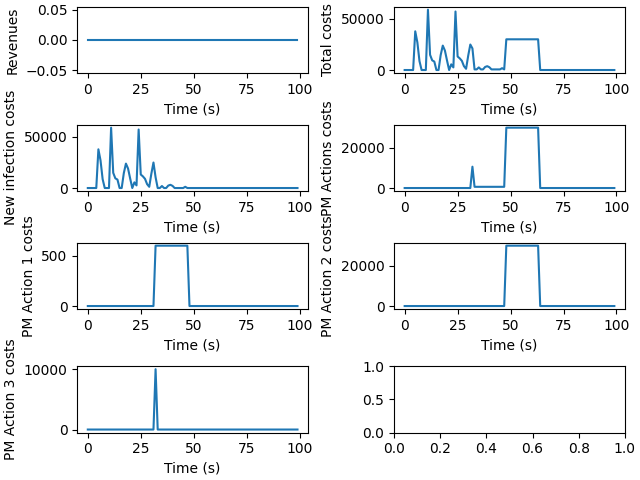 Revenues
0.05
0.00
−0.05
0 25 50 75 100
Time (s)
Total costs
50000
0
0 25 50 75 100
Time (s)
New infection costs
50000
0
0 25 50 75 100
Time (s)
PM Actions costs
20000
0
0 25 50 75 100
Time (s)
PM Action 1 costs
500
0
0 25 50 75 100
Time (s)
PM Action 2 costs
20000
0
0 25 50 75 100
Time (s)
PM Action 3 costs
10000
0
0 25 50 75 100
Time (s)
1.0
0.5
0.0
0.0 0.2 0.4 0.6 0.8 1.0